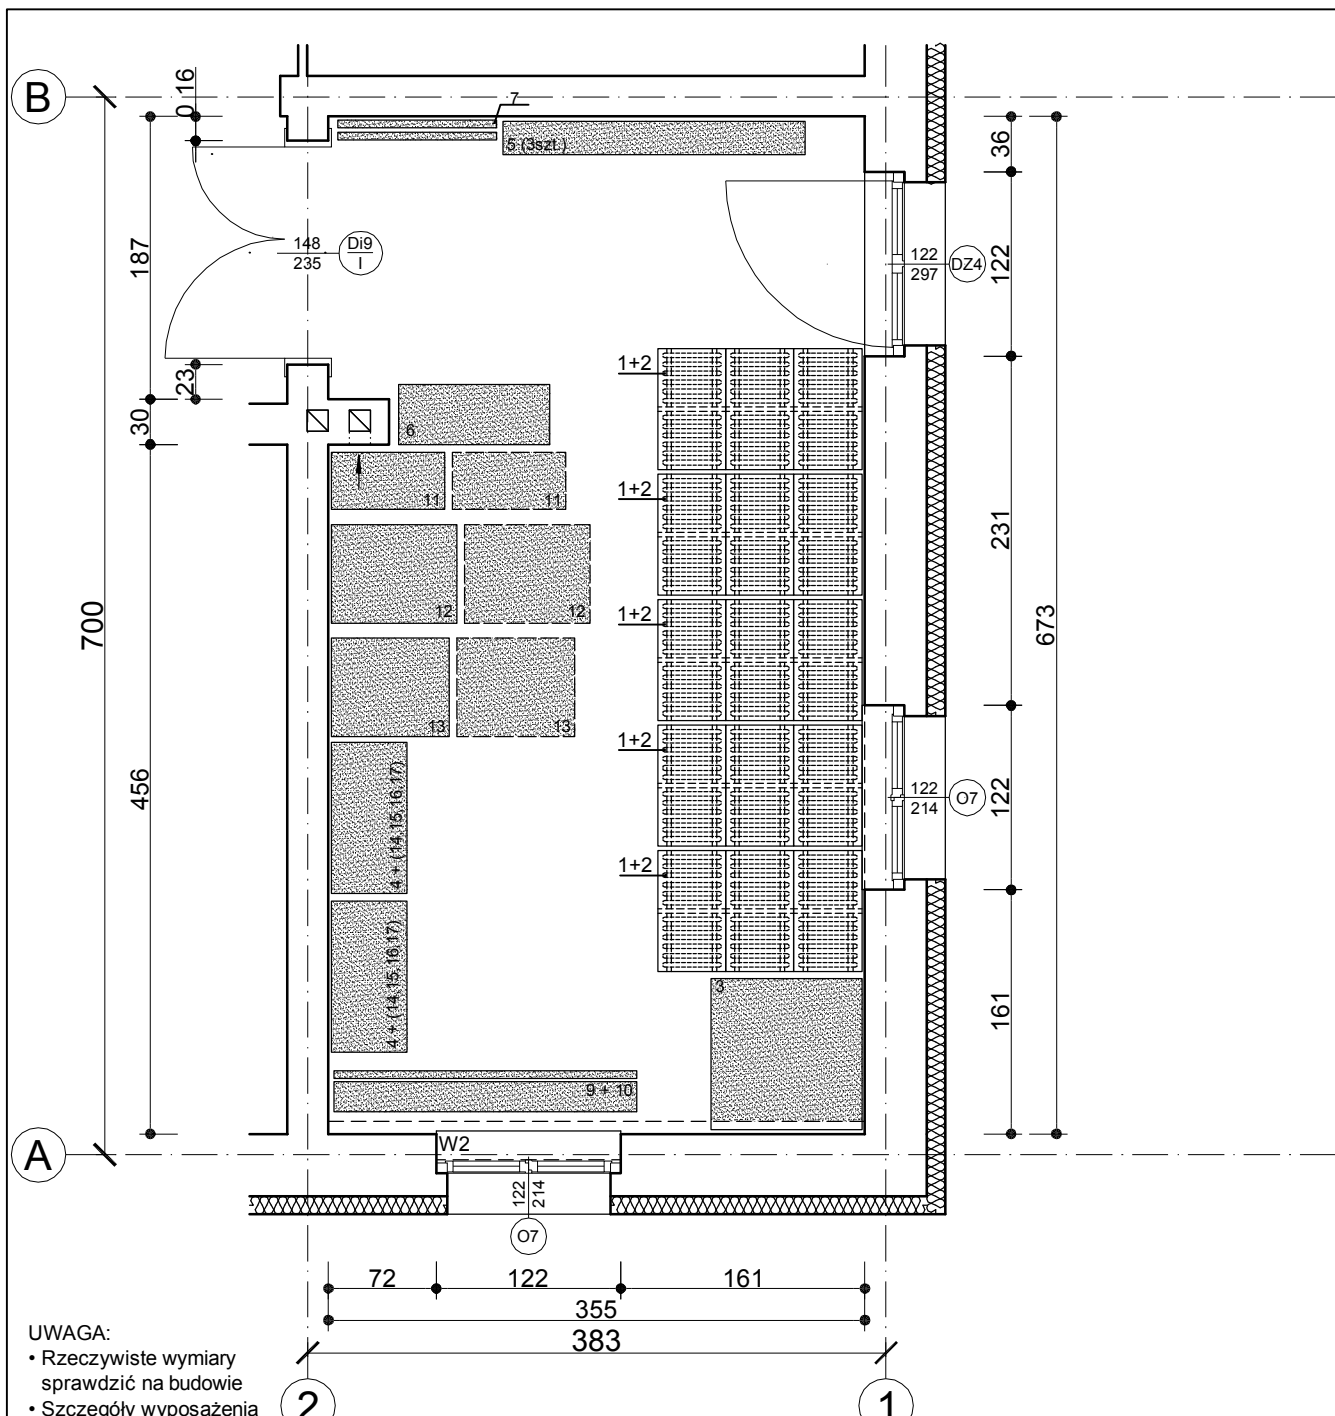 B
0 16
7
5 (3szt.)
36
187
148
235
Di9
I
122
297
DZ4
122
23
30
6
1+2
11
11
1+2
231
12
12
1+2
700
673
13
13
1+2
456
4 + (14,15,16,17)
122
214
O7
122
1+2
4 + (14,15,16,17)
3
161
9 + 10
A
W2
122
214
O7
72
122
161
355
383
UWAGA:
• Rzeczywiste wymiary
sprawdzić na budowie
• Szczegóły wyposażenia
2
1